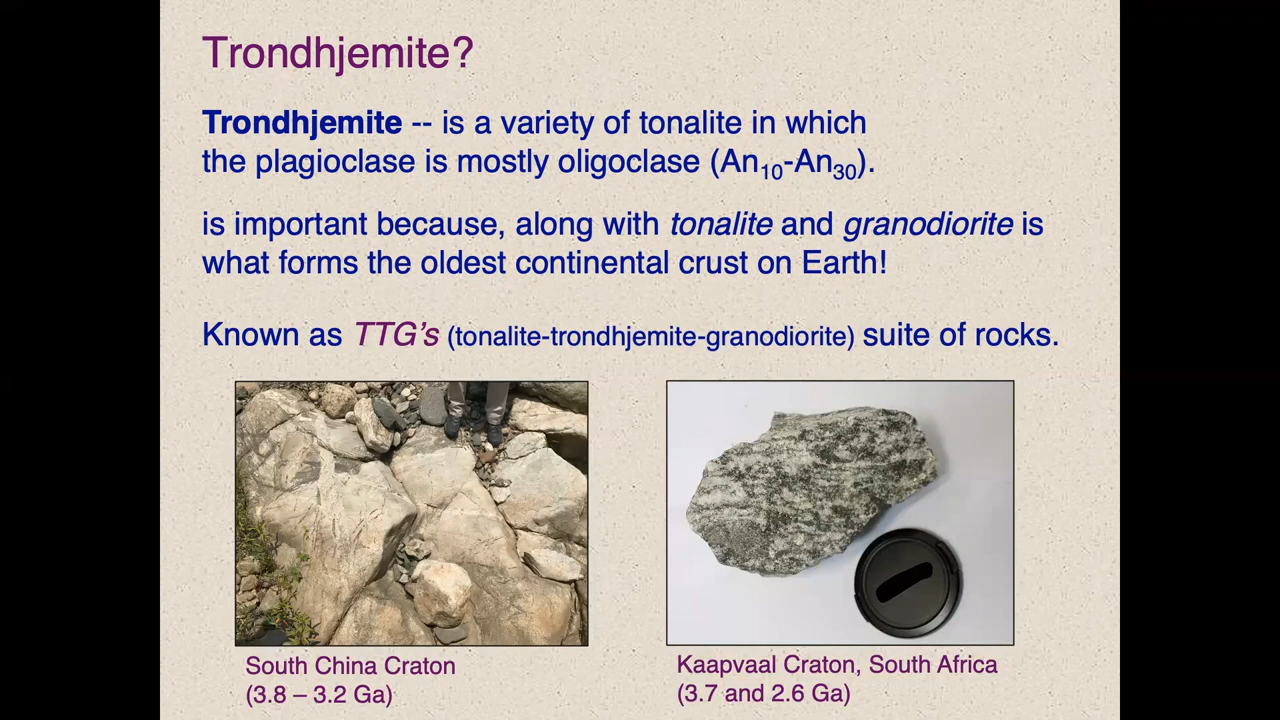 Trondhjemite?
Trondhjemite -- is a variety of tonalite in which
the plagioclase is mostly oligoclase (An10-An30).
is important because, along with tonalite and granodiorite is
what forms the oldest continental crust on Earth!
Known as TTG's (tonalite-trondhjemite-granodiorite) suite of rocks.
South China Craton
(3.8 – 3.2 Ga)
Kaapvaal Craton, South Africa
(3.7 and 2.6 Ga)